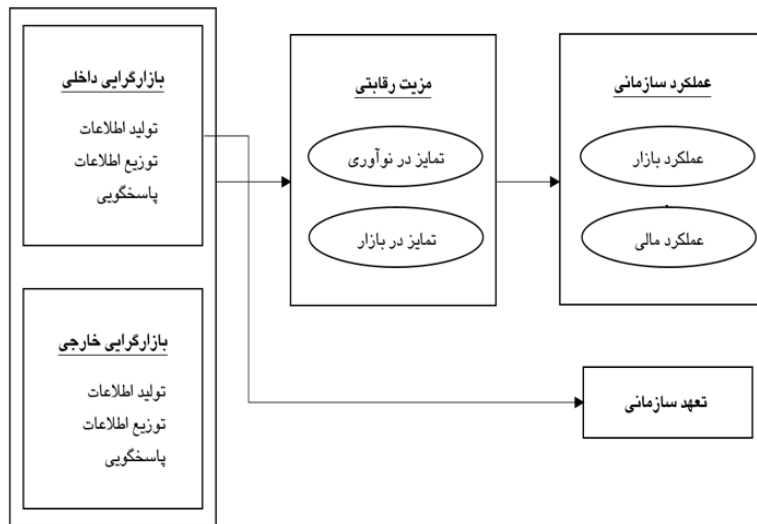 بازارگرایی داخلی
تولید اطلاعات
توزیع اطلاعات
پاسخگویی
بازارگرایی خارجی
تولید اطلاعات
توزیع اطلاعات
پاسخگویی
مزیت رقابتی
تمایز در نوآوری
تمایز در بازار
عملکرد سازمانی
عملکرد بازار
عملکرد مالی
تعهد سازمانی